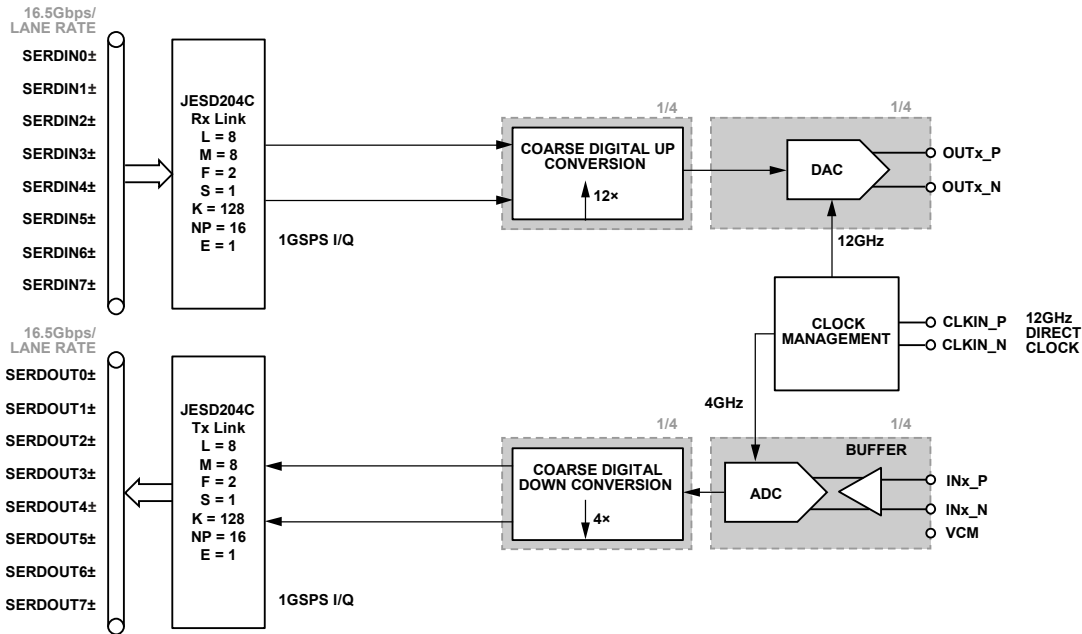 16.5Gbps/
LANE RATE
SERDIN0±
SERDIN1±
SERDIN2±
SERDIN3±
SERDIN4±
SERDIN5±
SERDIN6±
SERDIN7±
JESD204C
Rx Link
L = 8
M = 8
F = 2
S = 1
K = 128
NP = 16
E = 1
1GSPS I/Q
1/4
COARSE DIGITAL UP
CONVERSION
12×
1/4
DAC
OUTx_P
OUTx_N
12GHz
CLOCK
MANAGEMENT
CLKIN_P
CLKIN_N
12GHz
DIRECT
CLOCK
4GHz
16.5Gbps/
LANE RATE
SERDOUT0±
SERDOUT1±
SERDOUT2±
SERDOUT3±
SERDOUT4±
SERDOUT5±
SERDOUT6±
SERDOUT7±
JESD204C
Tx Link
L = 8
M = 8
F = 2
S = 1
K = 128
NP = 16
E = 1
1GSPS I/Q
1/4
COARSE DIGITAL
DOWN CONVERSION
4×
1/4
BUFFER
ADC
INx_P
INx_N
VCM